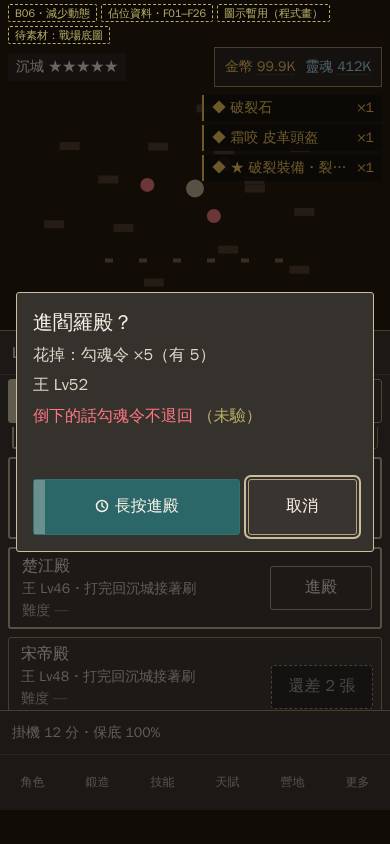 B06・減少動態
佔位資料・F01–F26
圖示暫用（程式畫）
待素材：戰場底圖
沉城 ★★★★★
金幣 99.9K 靈魂 412K
◆ 破裂石 ×1
◆ 霜咬 皮革頭盔 ×1
◆ ★ 破裂裝備・裂⋯ ×1
進閻羅殿？
花掉：勾魂令 ×5（有 5）
王 Lv52
倒下的話勾魂令不退回 （未驗）
長按進殿
取消
楚江殿
王 Lv46・打完回沉城接著刷
難度 —
進殿
宋帝殿
王 Lv48・打完回沉城接著刷
難度 —
還差 2 張
掛機 12 分・保底 100%
角色 鍛造 技能 天賦 營地 更多